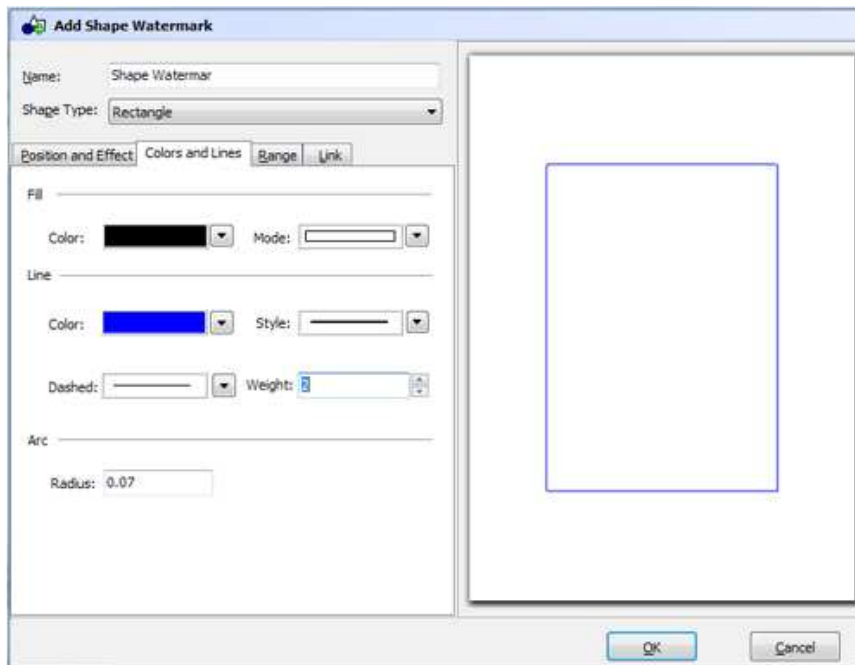 Add Shape Watermark
Name: Shape Watermar
Shape Type: Rectangle
Position and Effect Colors and Lines Range Link
Fill
Color: Mode:
Line
Color: Style:
Dashed: Weight: 2
Arc
Radius: 0.07
OK Cancel